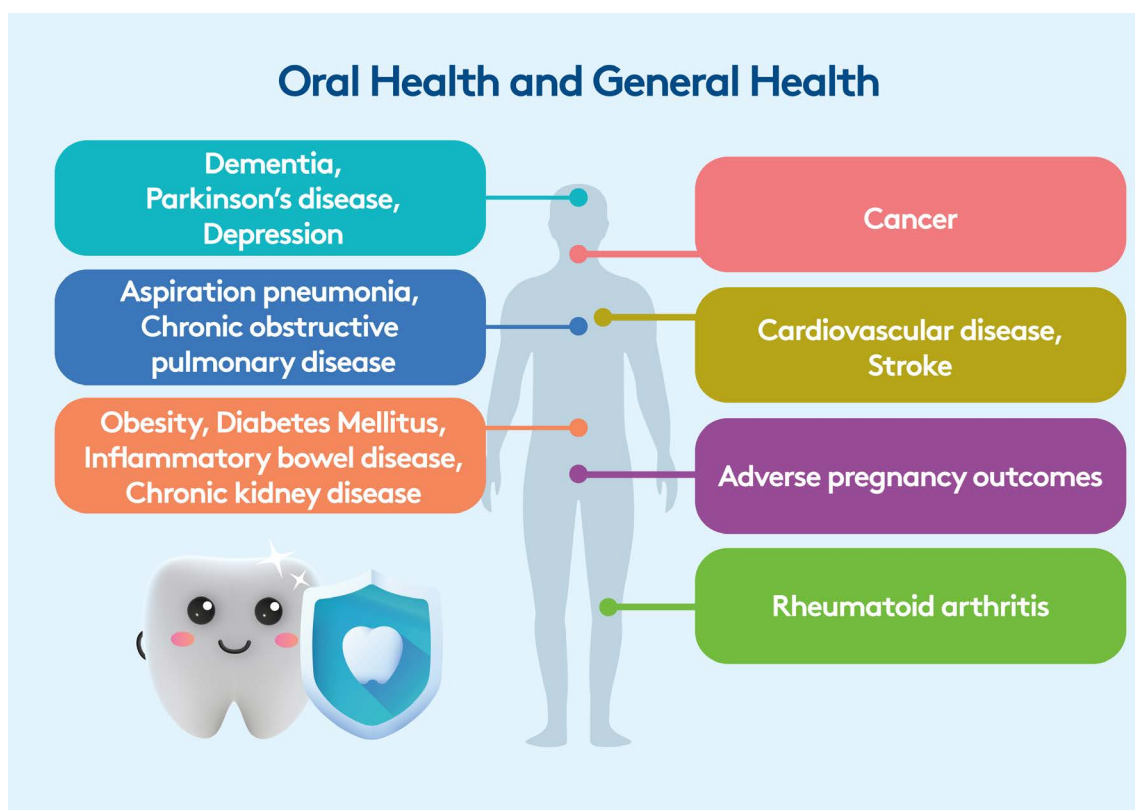 Oral Health and General Health
Dementia,
Parkinson's disease,
Depression
Aspiration pneumonia,
Chronic obstructive
pulmonary disease
Obesity, Diabetes Mellitus,
Inflammatory bowel disease,
Chronic kidney disease
Cancer
Cardiovascular disease,
Stroke
Adverse pregnancy outcomes
Rheumatoid arthritis